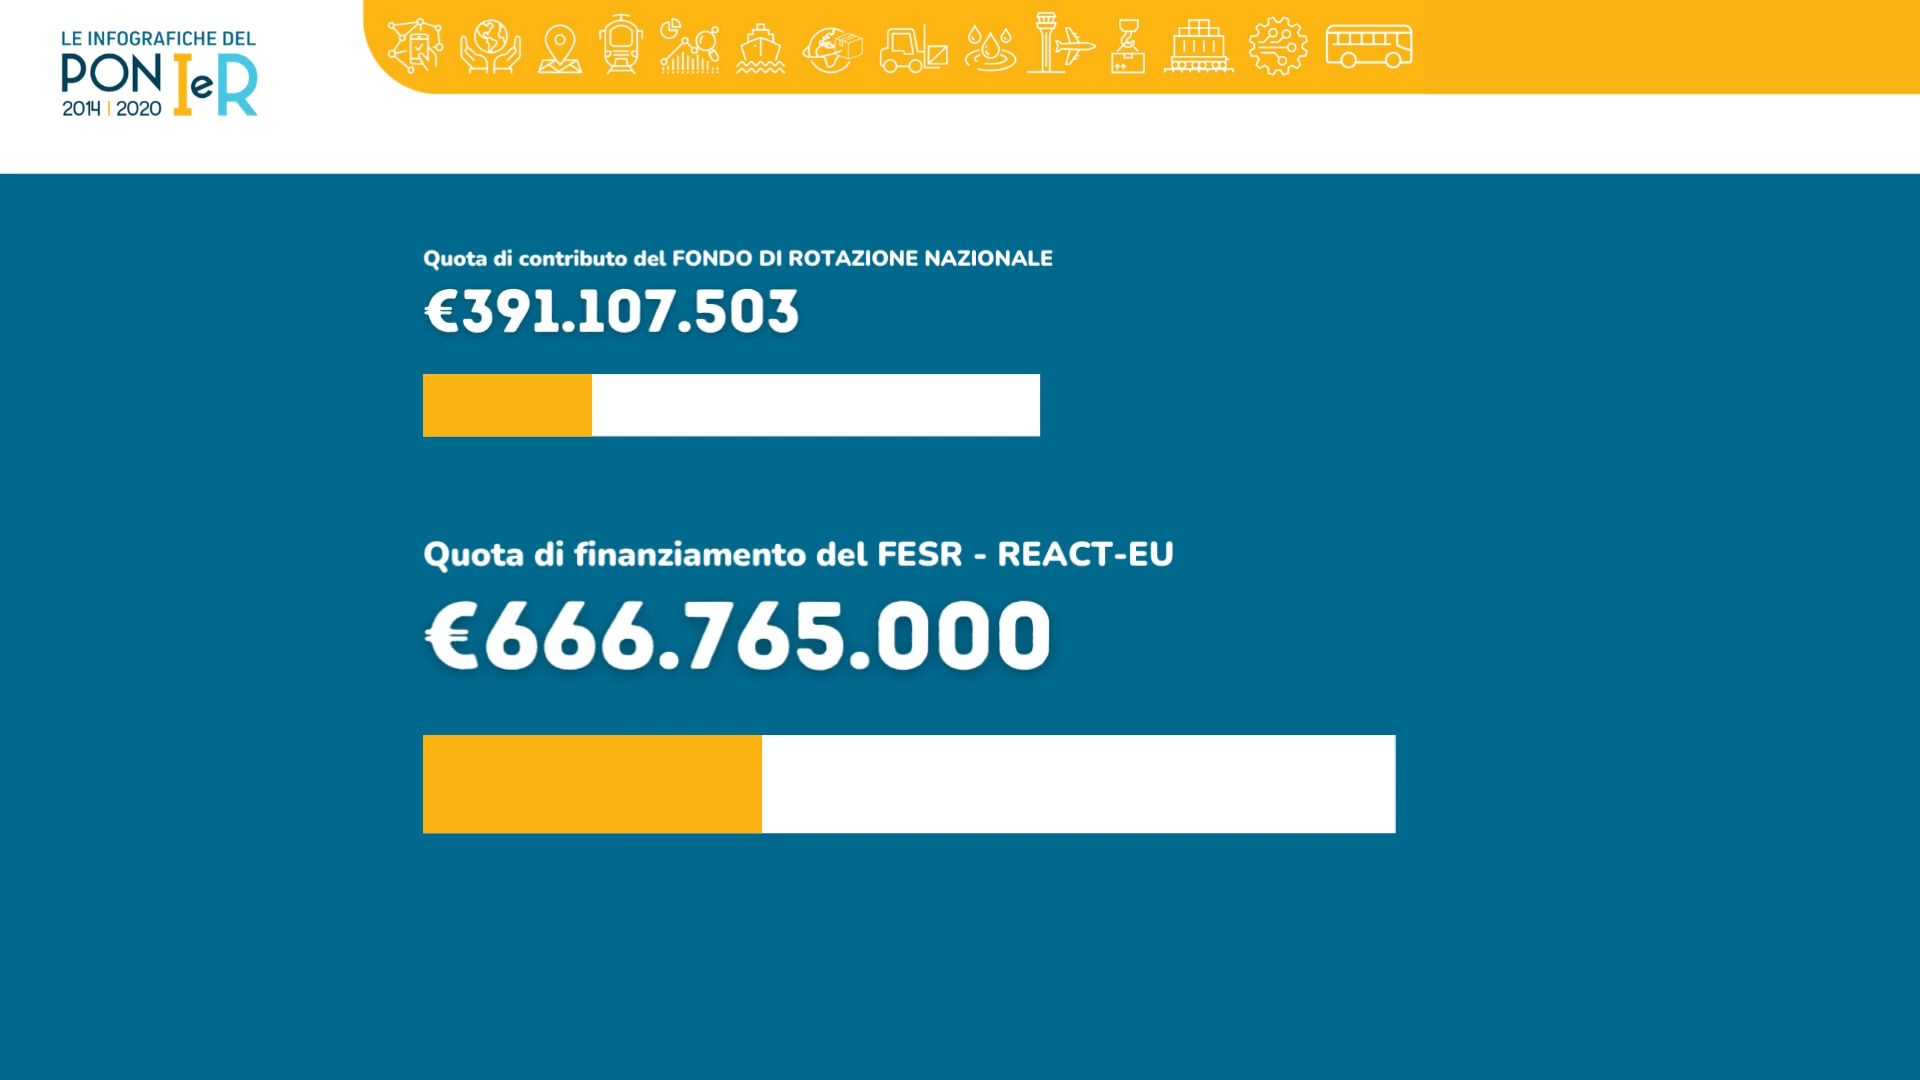 LE INFOGRAFICHE DEL
PON IeR
2014 | 2020
Quota di contributo del FONDO DI ROTAZIONE NAZIONALE
€391.107.503
Quota di finanziamento del FESR - REACT-EU
€666.765.000